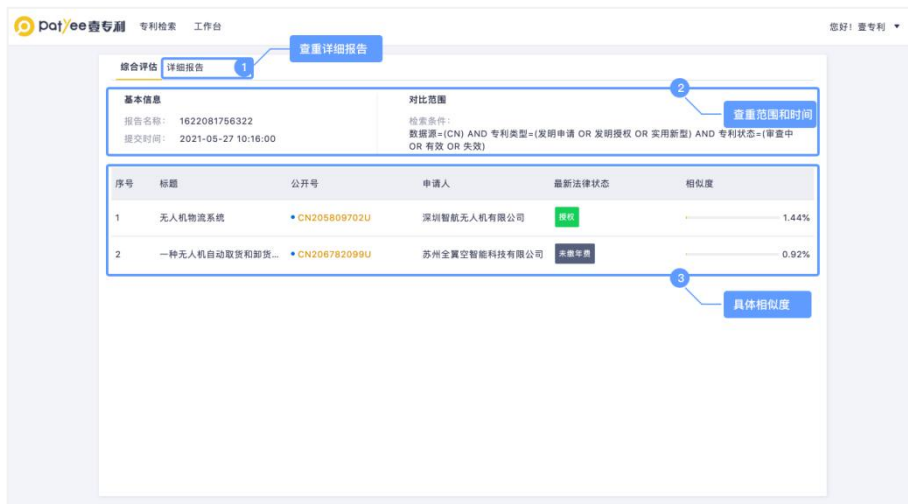 patyee壹专利 专利检索 工作台 您好！壹专利
查重详细报告
综合评估 详细报告 1
2
基本信息 对比范围
查重范围和时间
报告名称： 1622081756322 检索条件：
提交时间： 2021-05-27 10:16:00 数据源=(CN) AND 专利类型=(发明申请 OR 发明授权 OR 实用新型) AND 专利状态=(审查中
OR 有效 OR 失效)
序号 标题 公开号 申请人 最新法律状态 相似度
1 无人机物流系统 CN205809702U 深圳智航无人机有限公司 授权 1.44%
2 一种无人机自动取货和卸货... CN206782099U 苏州全翼空智能科技有限公司 未缴年费 0.92%
3
具体相似度